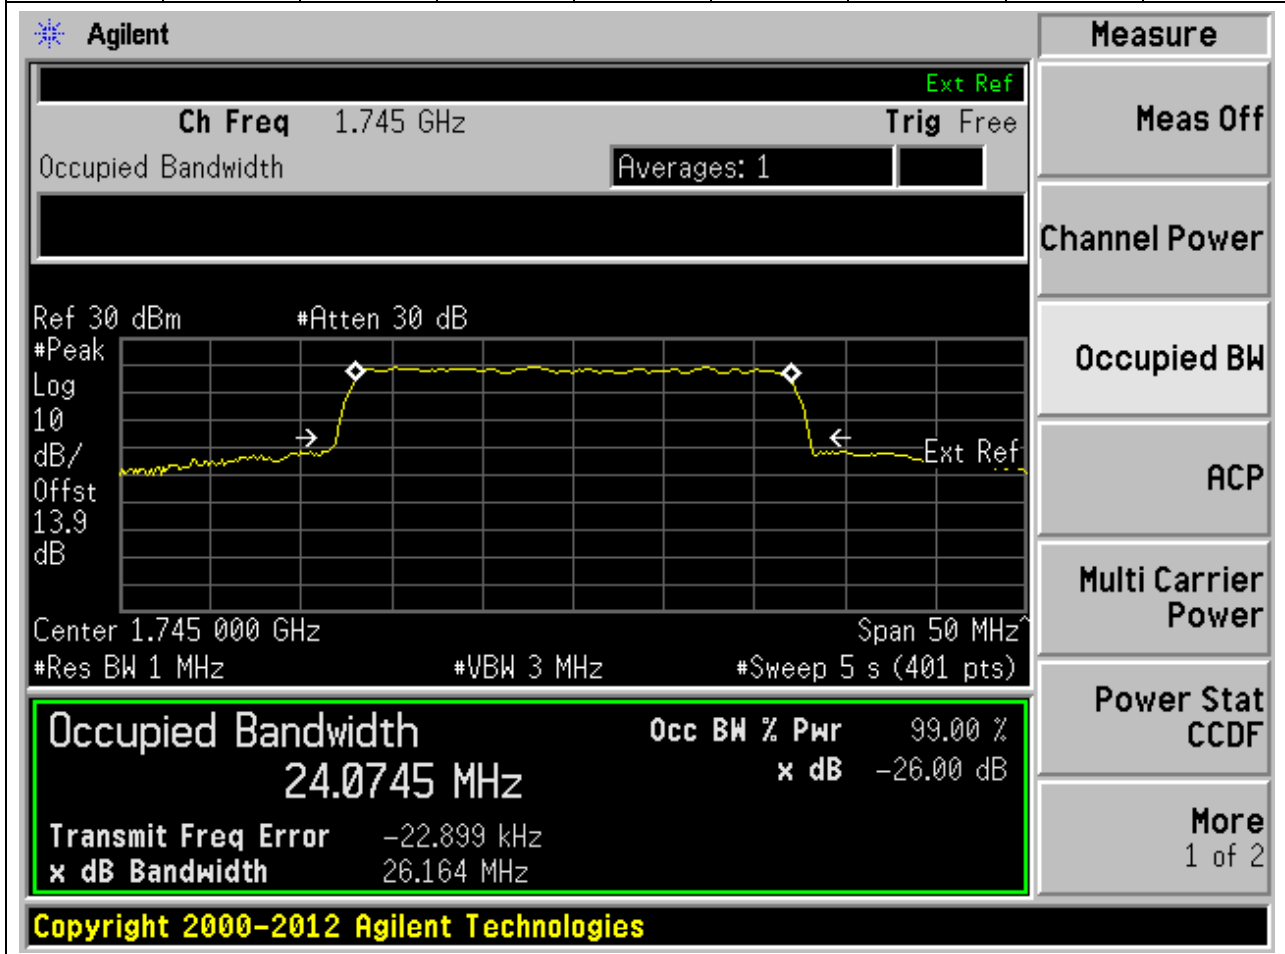 Agilent
Measure
Ext Ref
Ch Freq 1.745 GHz Trig Free
Occupied Bandwidth Averages: 1
Ref 30 dBm #Atten 30 dB
#Peak
Log
10
dB/
Offst
13.9
dB
Ext Ref
Center 1.745 000 GHz Span 50 MHz^
#Res BW 1 MHz #VBW 3 MHz #Sweep 5 s (401 pts)
Occupied Bandwidth Occ BW % Pwr 99.00 %
24.0745 MHz x dB -26.00 dB
Transmit Freq Error -22.899 kHz
x dB Bandwidth 26.164 MHz
Copyright 2000-2012 Agilent Technologies
Meas Off
Channel Power
Occupied BW
ACP
Multi Carrier
Power
Power Stat
CCDF
More
1 of 2